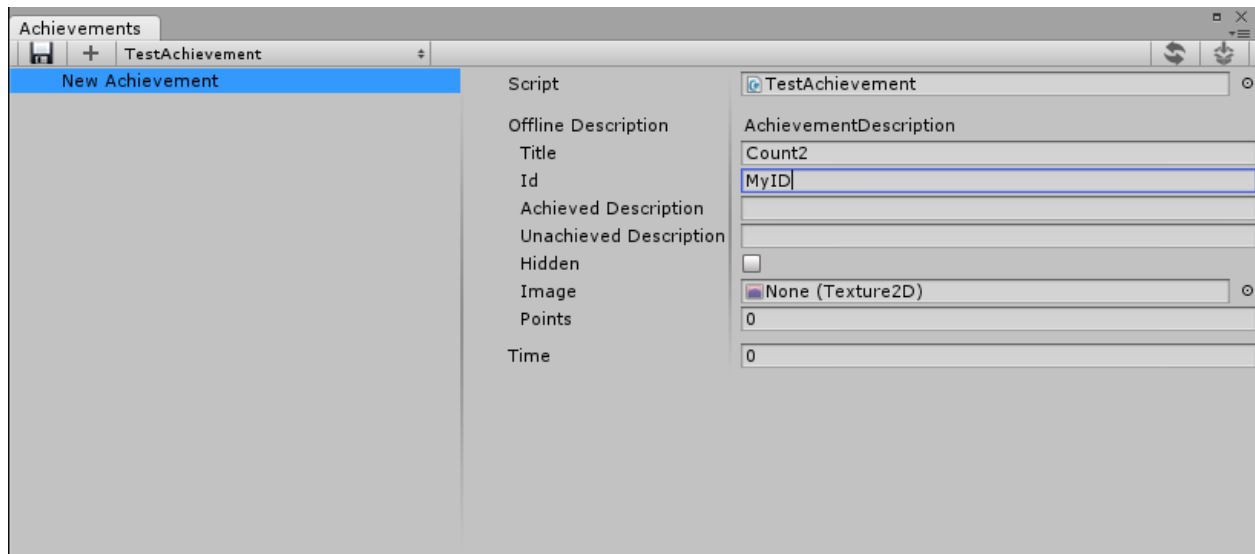 Achievements
TestAchievement
New Achievement
Script TestAchievement
Offline Description AchievementDescription
Title Count2
Id MyID
Achieved Description
Unachieved Description
Hidden
Image None (Texture2D)
Points 0
Time 0